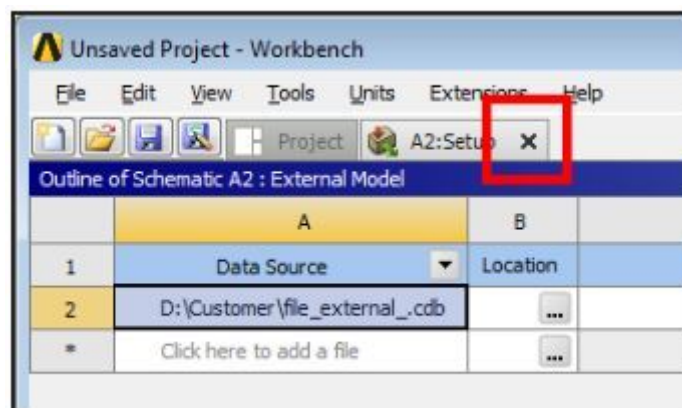 Unsaved Project - Workbench
File Edit View Tools Units Extensions Help
Project A2:Setup
Outline of Schematic A2 : External Model
A B
1 Data Source Location
2 D:\Customer\file_external_.cdb ...
* Click here to add a file ...